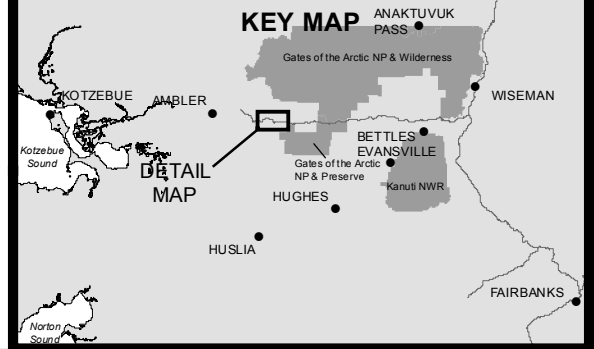 KEY MAP
ANAKTUVUK
PASS
Gates of the Arctic NP & Wilderness
KOTZEBUE
AMBLER
WISEMAN
Kotzebue
Sound
BETTLES
EVANSVILLE
DETAIL
MAP
Gates of the Arctic
NP & Preserve
Kanuti NWR
HUGHES
HUSLIA
FAIRBANKS
Norton
Sound